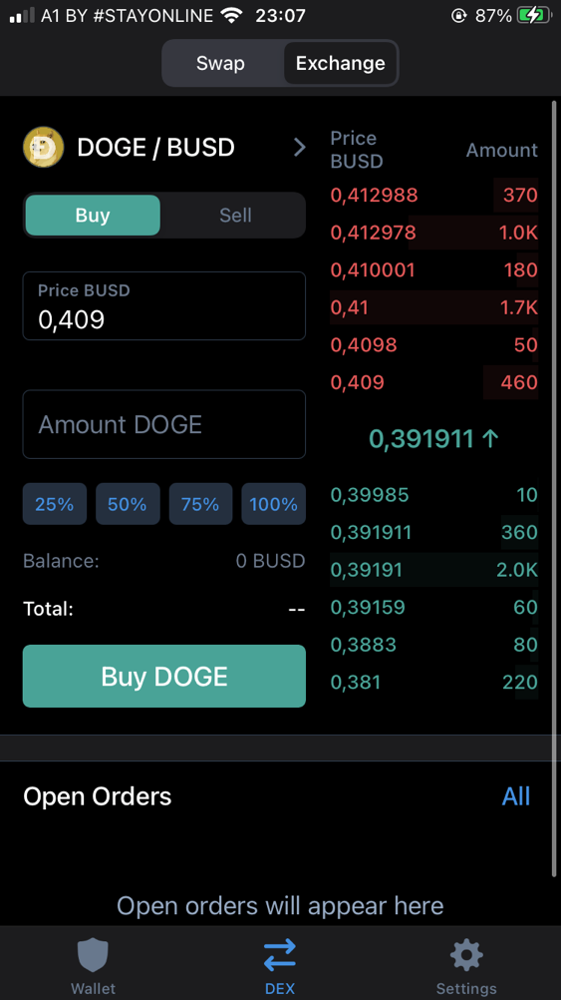 A1 BY #STAYONLINE 23:07 87%
Swap Exchange
DOGE / BUSD
Buy Sell
Price BUSD
0,409
Amount DOGE
25% 50% 75% 100%
Balance: 0 BUSD
Total: --
Buy DOGE
Price
BUSD
Amount
0,412988 370
0,412978 1.0K
0,410001 180
0,41 1.7K
0,4098 50
0,409 460
0,391911 ↑
0,39985 10
0,391911 360
0,39191 2.0K
0,39159 60
0,3883 80
0,381 220
Open Orders All
Open orders will appear here
Wallet DEX Settings